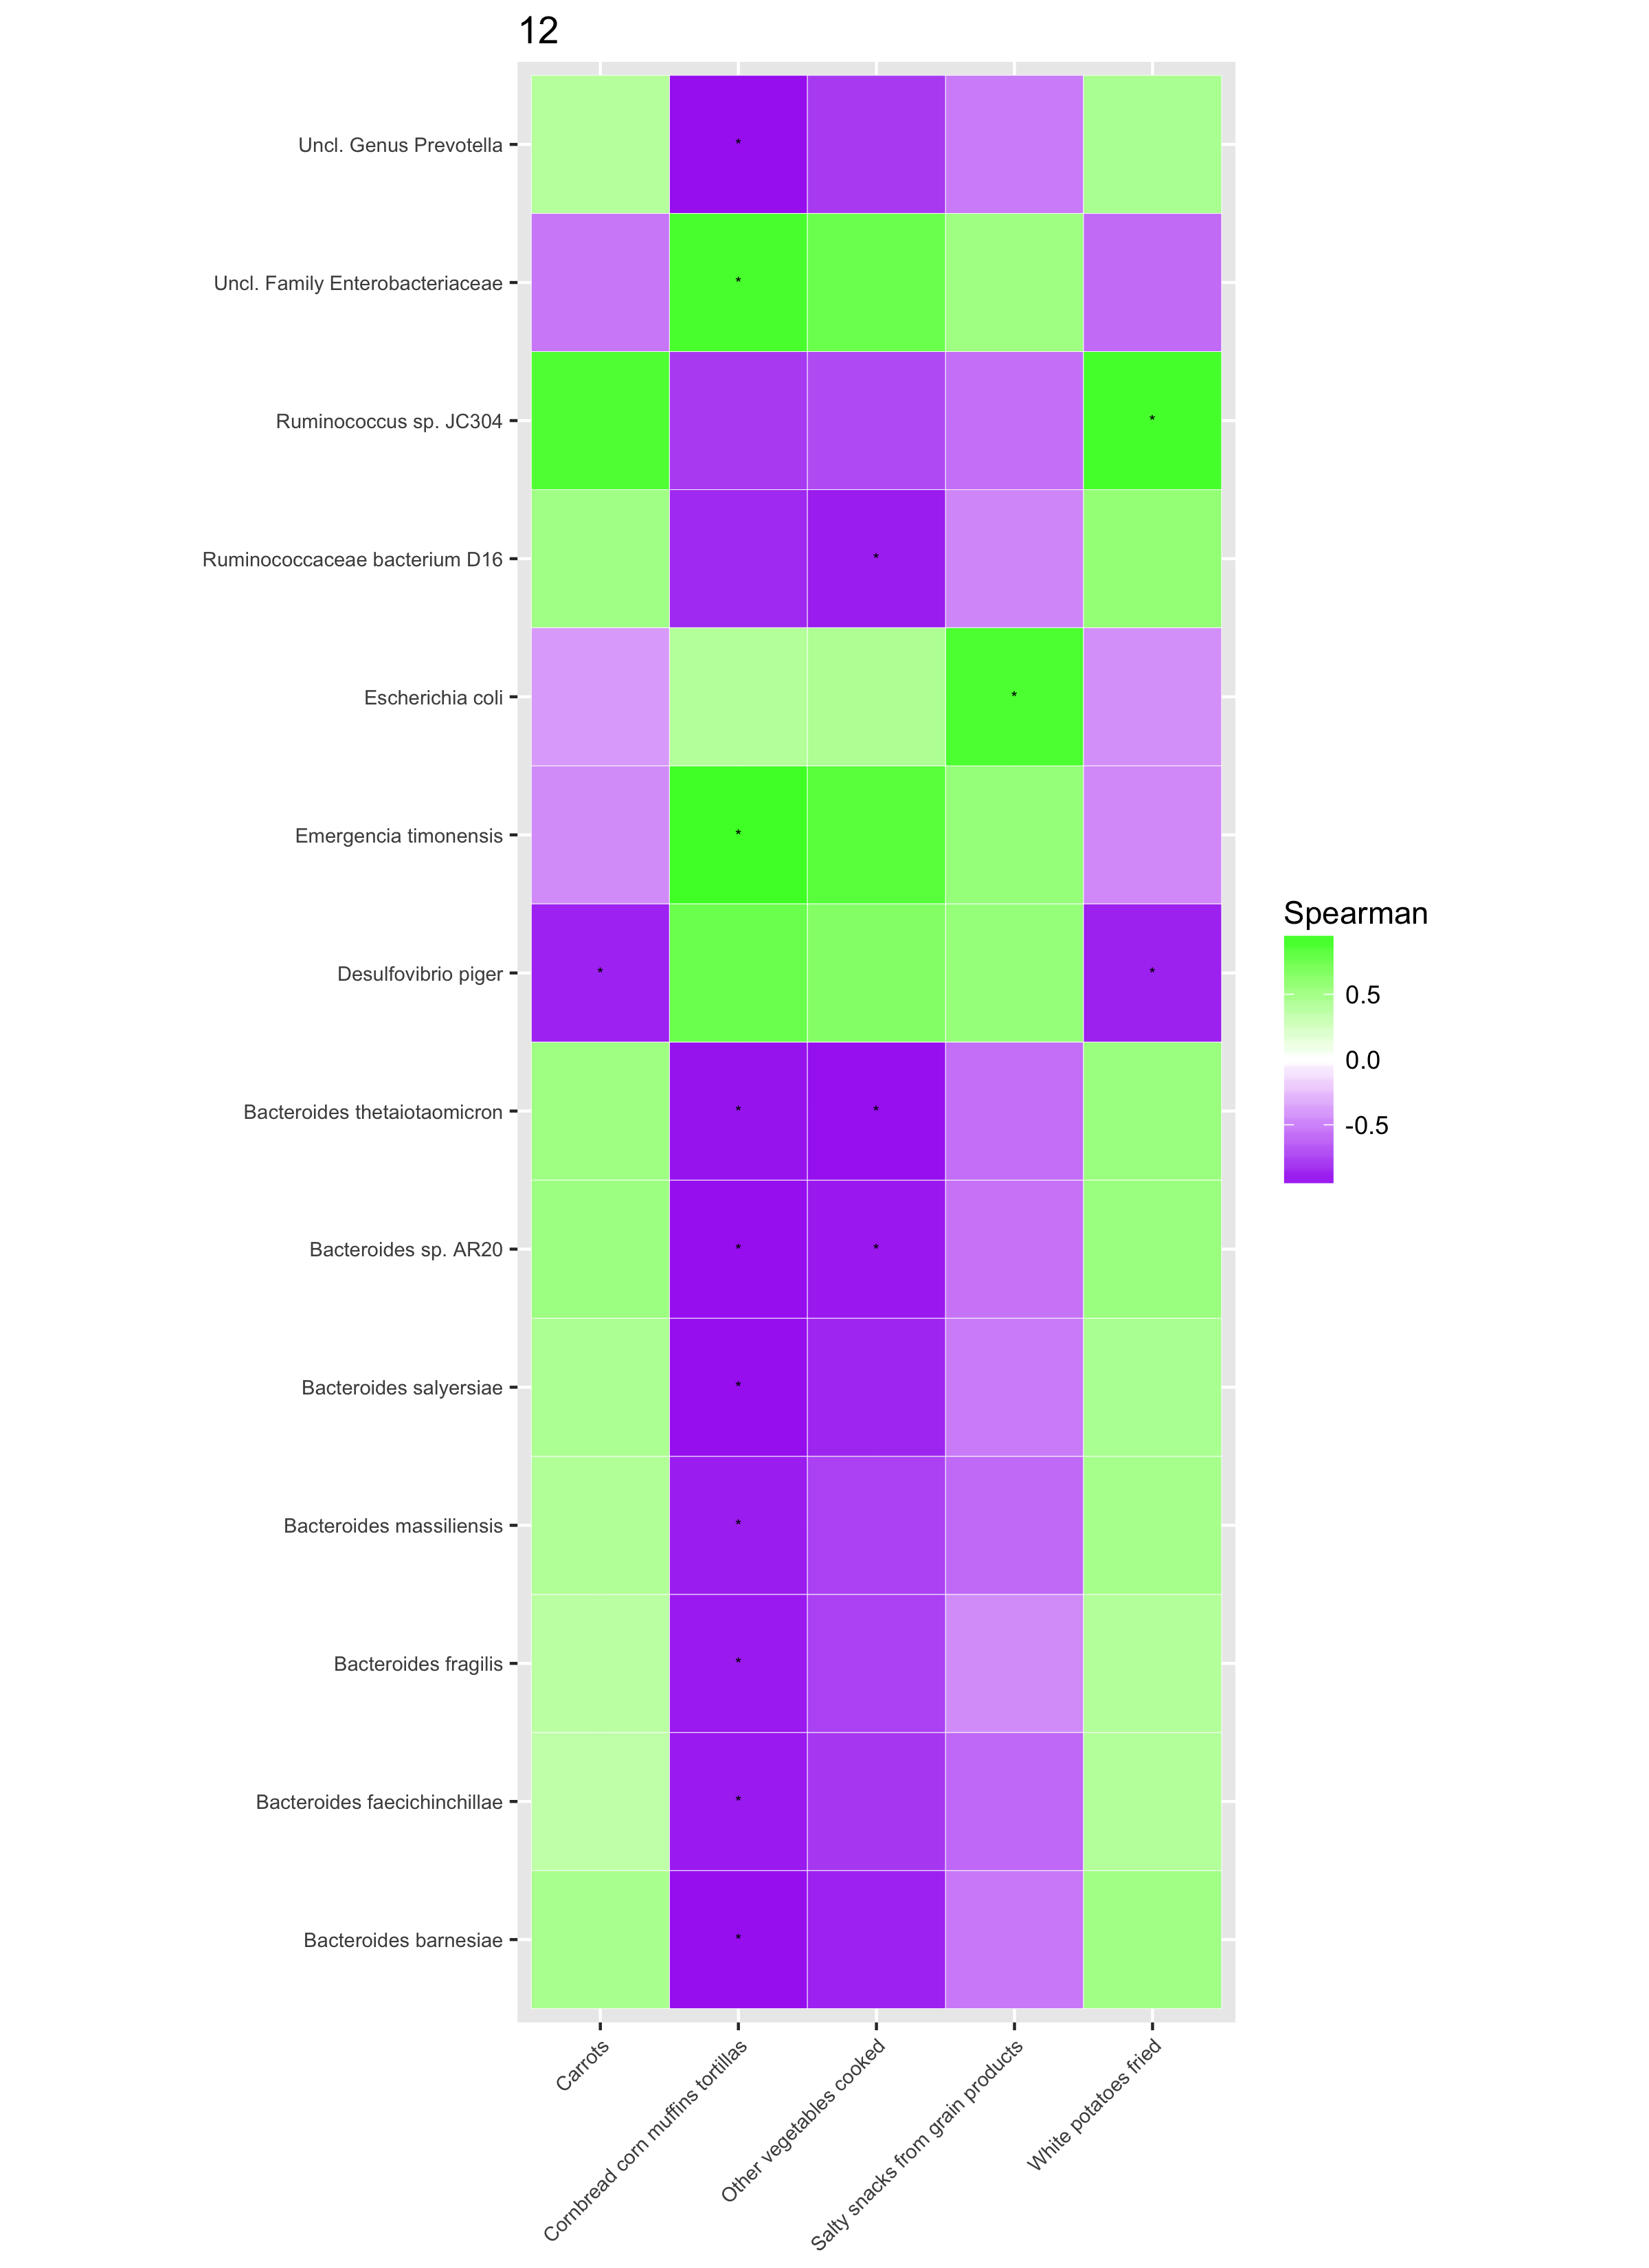 12
Uncl. Genus Prevotella
*
Uncl. Family Enterobacteriaceae
*
Ruminococcus sp. JC304
*
Ruminococcaceae bacterium D16
*
Escherichia coli
*
Emergencia timonensis
*
Desulfovibrio piger
* *
Bacteroides thetaiotaomicron
* *
Bacteroides sp. AR20
* *
Bacteroides salyersiae
*
Bacteroides massiliensis
*
Bacteroides fragilis
*
Bacteroides faecichinchillae
*
Bacteroides barnesiae
*
Carrots
Cornbread corn muffins tortillas
Other vegetables cooked
Salty snacks from grain products
White potatoes fried
Spearman
0.5
0.0
-0.5